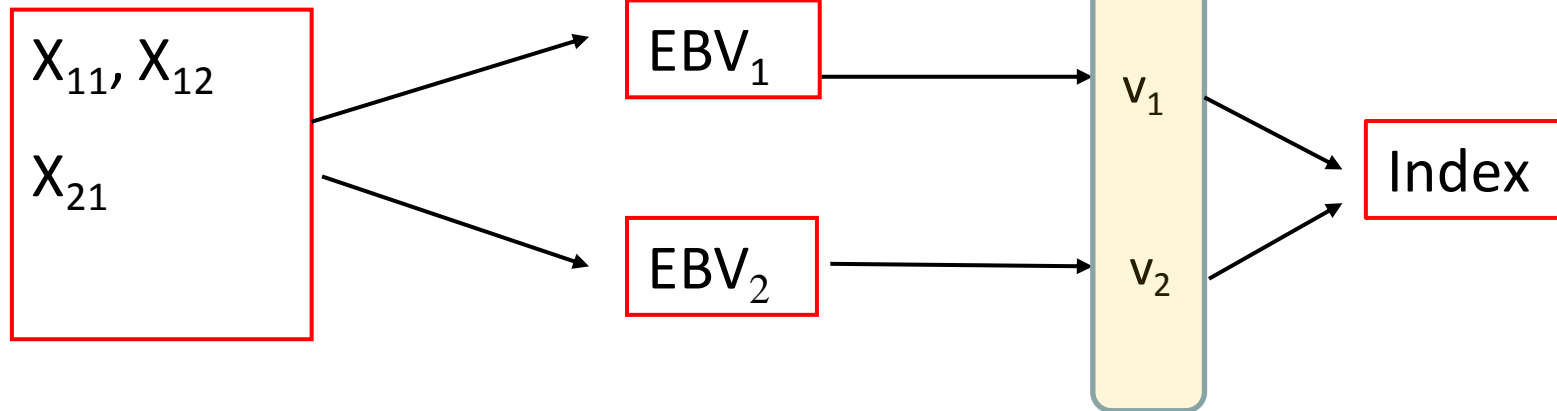 X₁₁, X₁₂
X₂₁
EBV₁
EBV₂
v₁
v₂
Index